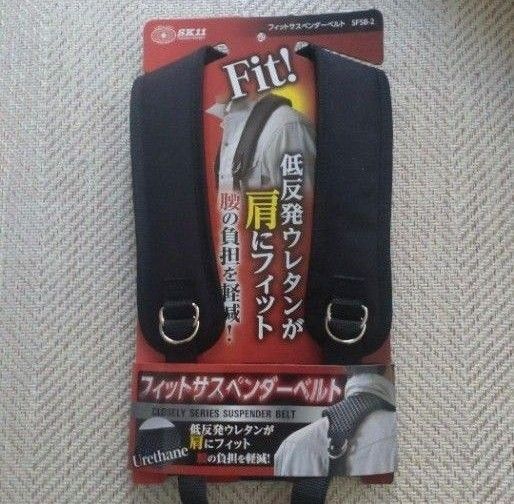 SK11
フィットサスペンダーベルト SFSB-2
Fit!
低反発ウレタンが
肩にフィット
腰の負担を軽減!
フィットサスペンダーベルト
CLOSELY SERIES SUSPENDER BELT
低反発ウレタンが
肩にフィット
腰の負担を軽減!
Urethane